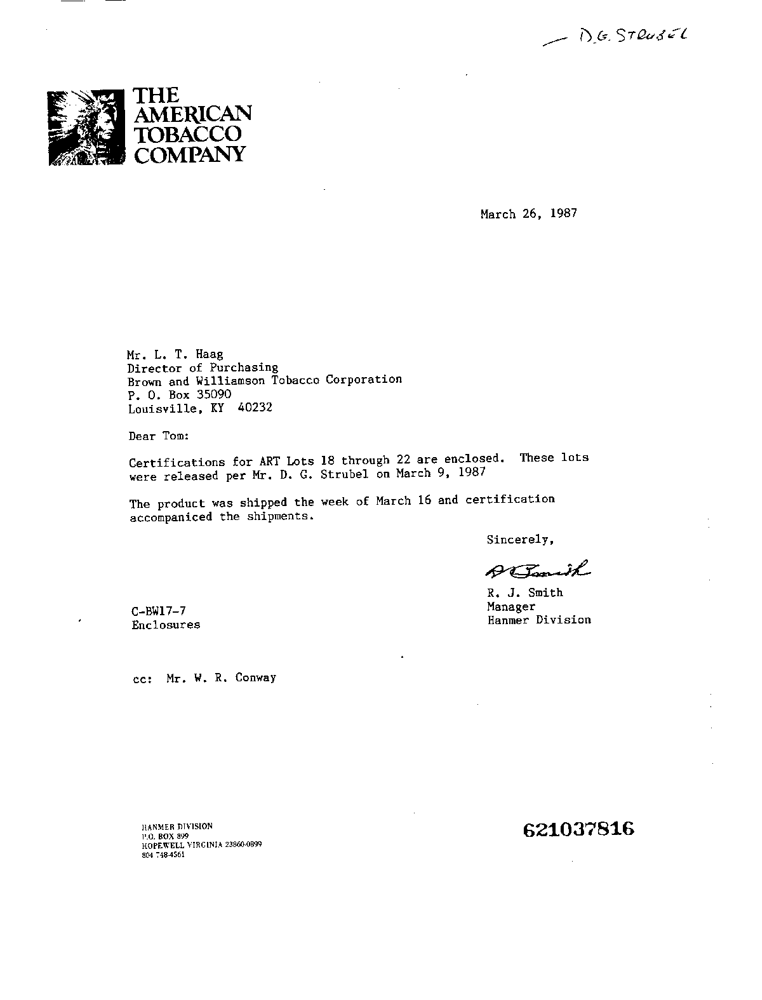 — D.G. STRUBEL
THE
AMERICAN
TOBACCO
COMPANY
March 26, 1987
Mr. L. T. Haag
Director of Purchasing
Brown and Williamson Tobacco Corporation
P. O. Box 35090
Louisville, KY 40232
Dear Tom:
Certifications for ART Lots 18 through 22 are enclosed. These lots
were released per Mr. D. G. Strubel on March 9, 1987
The product was shipped the week of March 16 and certification
accompaniced the shipments.
Sincerely,
R. J. Smith
Manager
Hanmer Division
C-BW17-7
Enclosures
cc: Mr. W. R. Conway
HANMER DIVISION
P.O. BOX 899
HOPEWELL VIRGINIA 23860-0899
804 748-4561
621037816